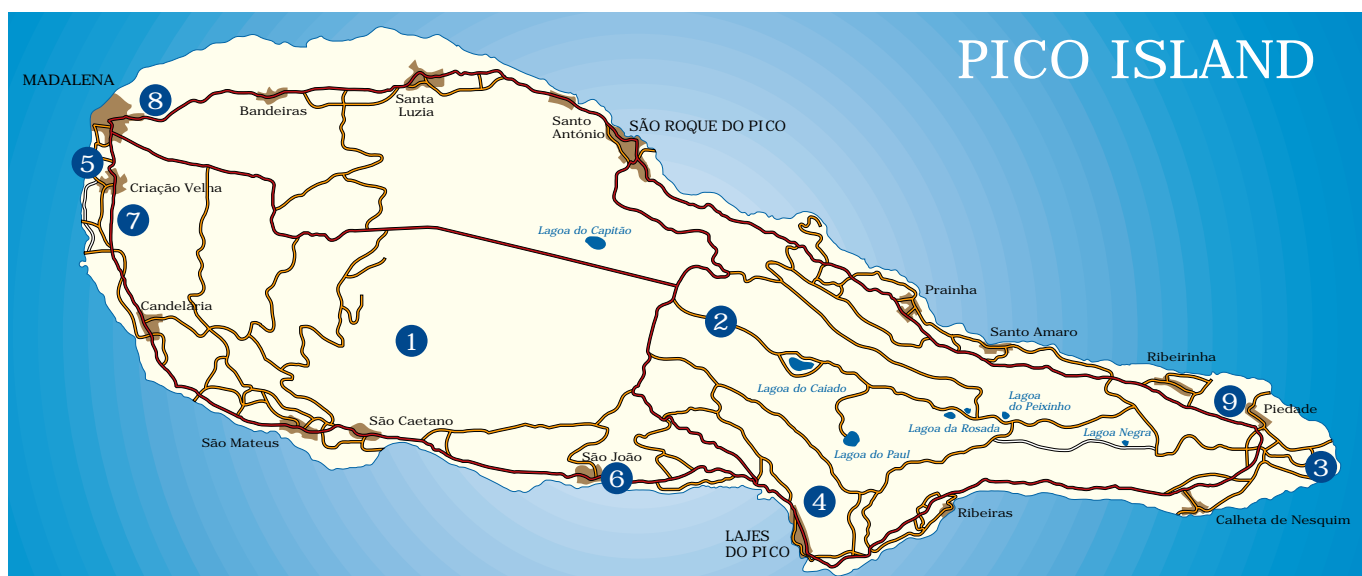 PICO ISLAND
MADALENA
8
Bandeiras
Santa
Luzia
Santo
António
SÃO ROQUE DO PICO
5
Criação Velha
7
Lagoa do Capitão
Candelária
1
2
Prainha
Santo Amaro
Ribeirinha
Lagoa do Caiado
Lagoa
do Peixinho
9
Piedade
São Caetano
São Mateus
Lagoa da Rosada
Lagoa Negra
Lagoa do Paul
São João
6
3
4
Ribeiras
Calheta de Nesquim
LAJES
DO PICO